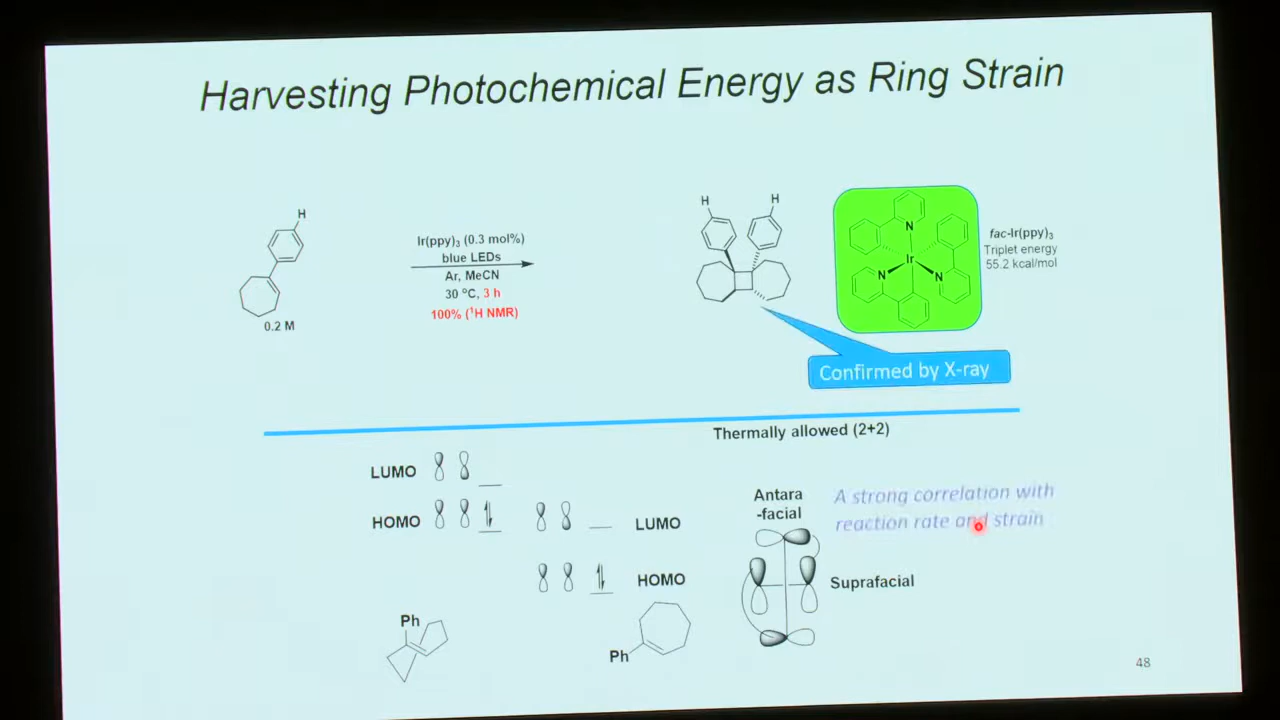 Harvesting Photochemical Energy as Ring Strain
H
0.2 M
Ir(ppy)₃ (0.3 mol%)
blue LEDs
Ar, MeCN
30 ⁰C, 3 h
100% (¹H NMR)
H
H
N
Ir
N
N
fac-Ir(ppy)₃
Triplet energy
55.2 kcal/mol
Confirmed by X-ray
Thermally allowed (2+2)
LUMO
HOMO
LUMO
HOMO
Ph
Ph
Antara
-facial
Suprafacial
A strong correlation with
reaction rate and strain
48